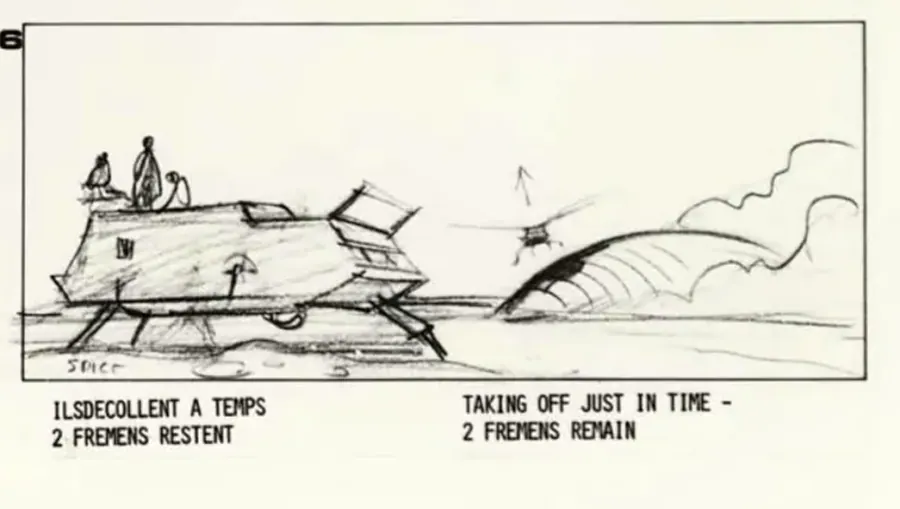 6
ILSDECOLLENT A TEMPS
2 FREMENS RESTENT
TAKING OFF JUST IN TIME -
2 FREMENS REMAIN
SPICE